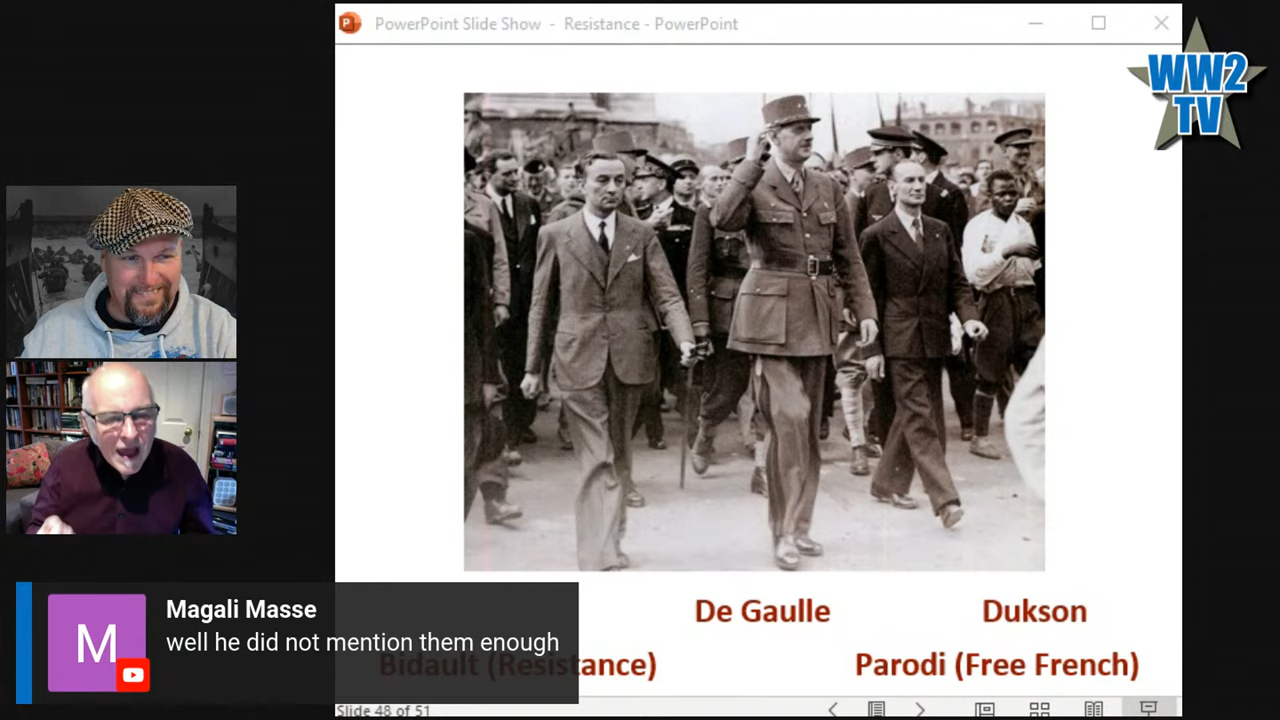 PowerPoint Slide Show - Resistance - PowerPoint
WW2
TV
De Gaulle
Dukson
Bidault (Resistance)
Parodi (Free French)
M
Magali Masse
well he did not mention them enough
Slide 48 of 51